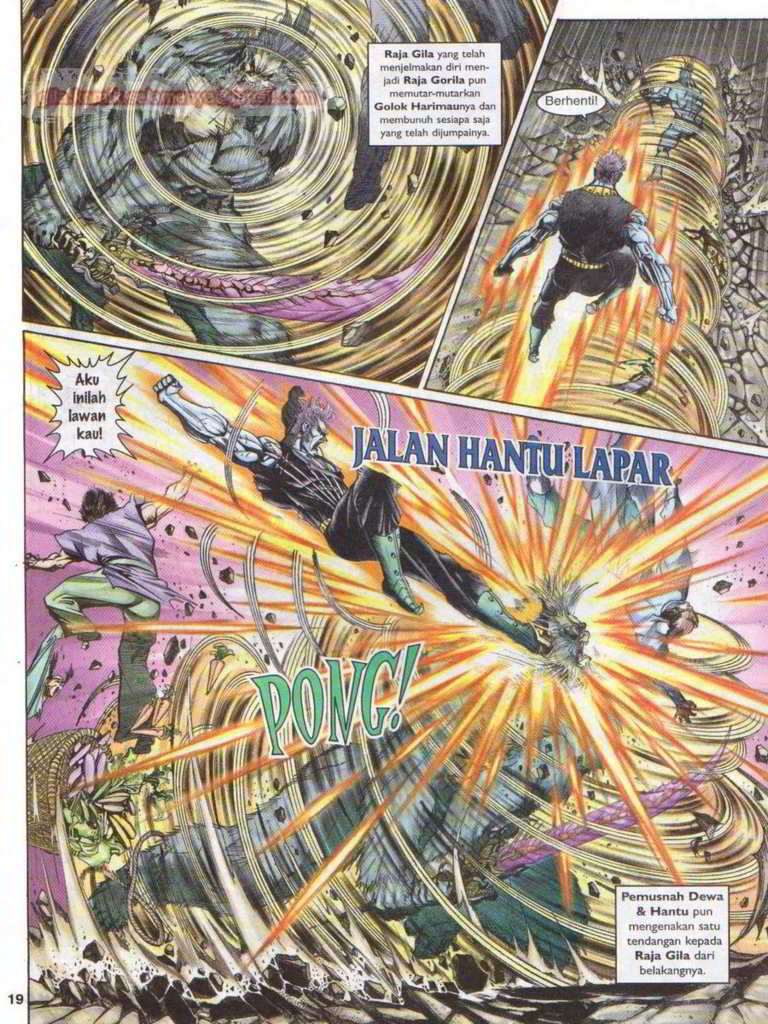 Raja Gila yang telah
menjelmakan diri men-
jadi Raja Gorila pun
memutar-mutarkan
Golok Harimaunya dan
membunuh sesiapa saja
yang telah dijumpainya.
Berhenti!
Aku
inilah
lawan
kau!
JALAN HANTU LAPAR
PONG!
Pemusnah Dewa
& Hantu pun
mengenakan satu
tendangan kepada
Raja Gila dari
belakangnya.
19